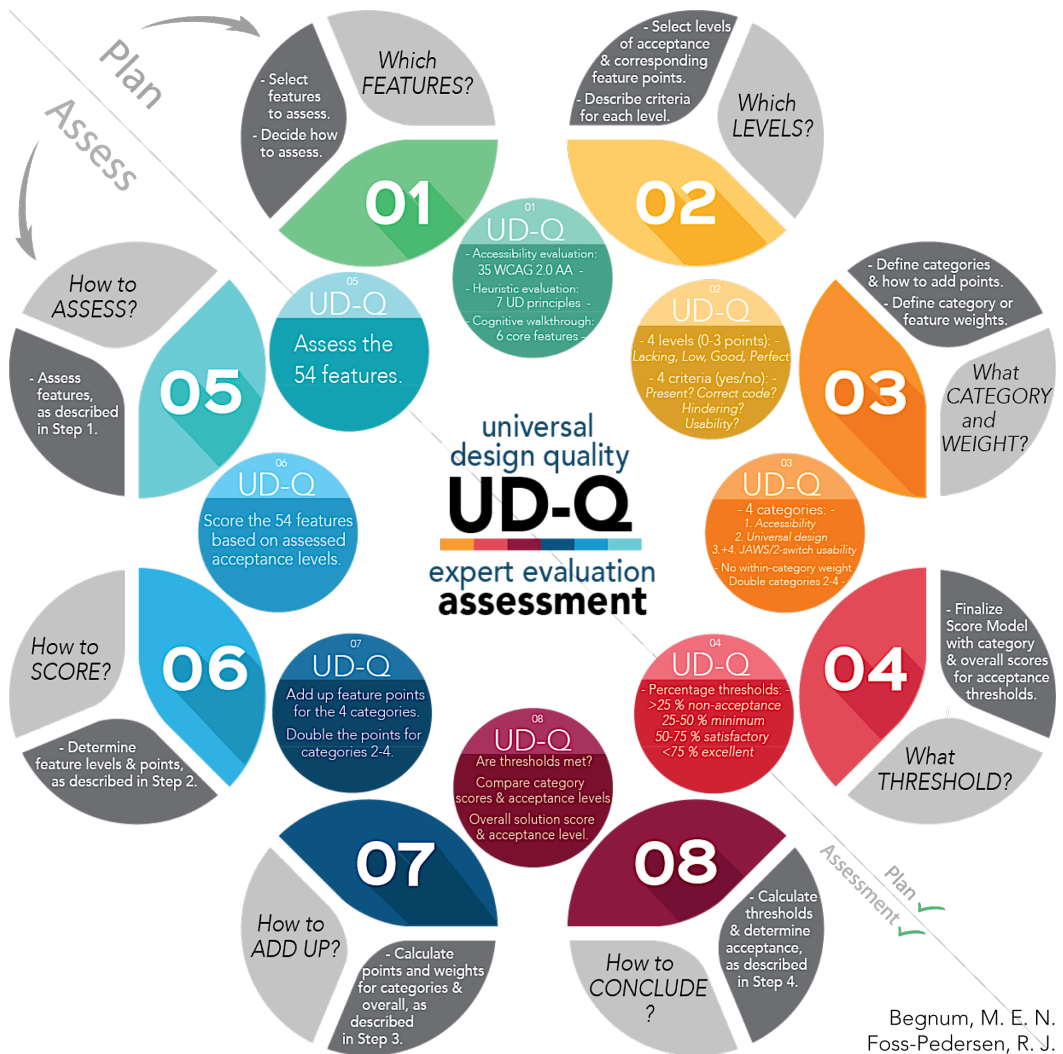 Plan
Assess
Which
FEATURES?
- Select
features
to assess.
- Decide how
to assess.
01
01
UD-Q
- Accessibility evaluation:
35 WCAG 2.0 AA -
- Heuristic evaluation:
7 UD principles -
- Cognitive walkthrough:
6 core features -
- Select levels
of acceptance
& corresponding
feature points.
- Describe criteria
for each level.
Which
LEVELS?
02
02
UD-Q
- 4 levels (0-3 points): -
Lacking, Low, Good, Perfect
- 4 criteria (yes/no): -
Present? Correct code?
Hindering?
Usability?
- Define categories
& how to add points.
- Define category or
feature weights.
What
CATEGORY
and
WEIGHT?
03
03
UD-Q
- 4 categories: -
1. Accessibility
2. Universal design
3.+4. JAWS/2-switch usability
- No within-category weight
Double categories 2-4 -
- Finalize
Score Model
with category
& overall scores
for acceptance
thresholds.
What
THRESHOLD?
04
04
UD-Q
- Percentage thresholds: -
>25 % non-acceptance
25-50 % minimum
50-75 % satisfactory
<75 % excellent
How to
ASSESS?
- Assess
features,
as described
in Step 1.
05
05
UD-Q
Assess the
54 features.
How to
SCORE?
- Determine
feature levels & points,
as described in Step 2.
06
06
UD-Q
Score the 54 features
based on assessed
acceptance levels.
How to
ADD UP?
- Calculate
points and weights
for categories &
overall, as
described
in Step 3.
07
07
UD-Q
Add up feature points
for the 4 categories.
Double the points for
categories 2-4.
How to
CONCLUDE
?
- Calculate
thresholds
& determine
acceptance,
as described
in Step 4.
08
08
UD-Q
Are thresholds met?
Compare category
scores & acceptance levels
Overall solution score
& acceptance level.
universal
design quality
UD-Q
expert evaluation
assessment
Plan
Assessment
Begnum, M. E. N.
Foss-Pedersen, R. J.